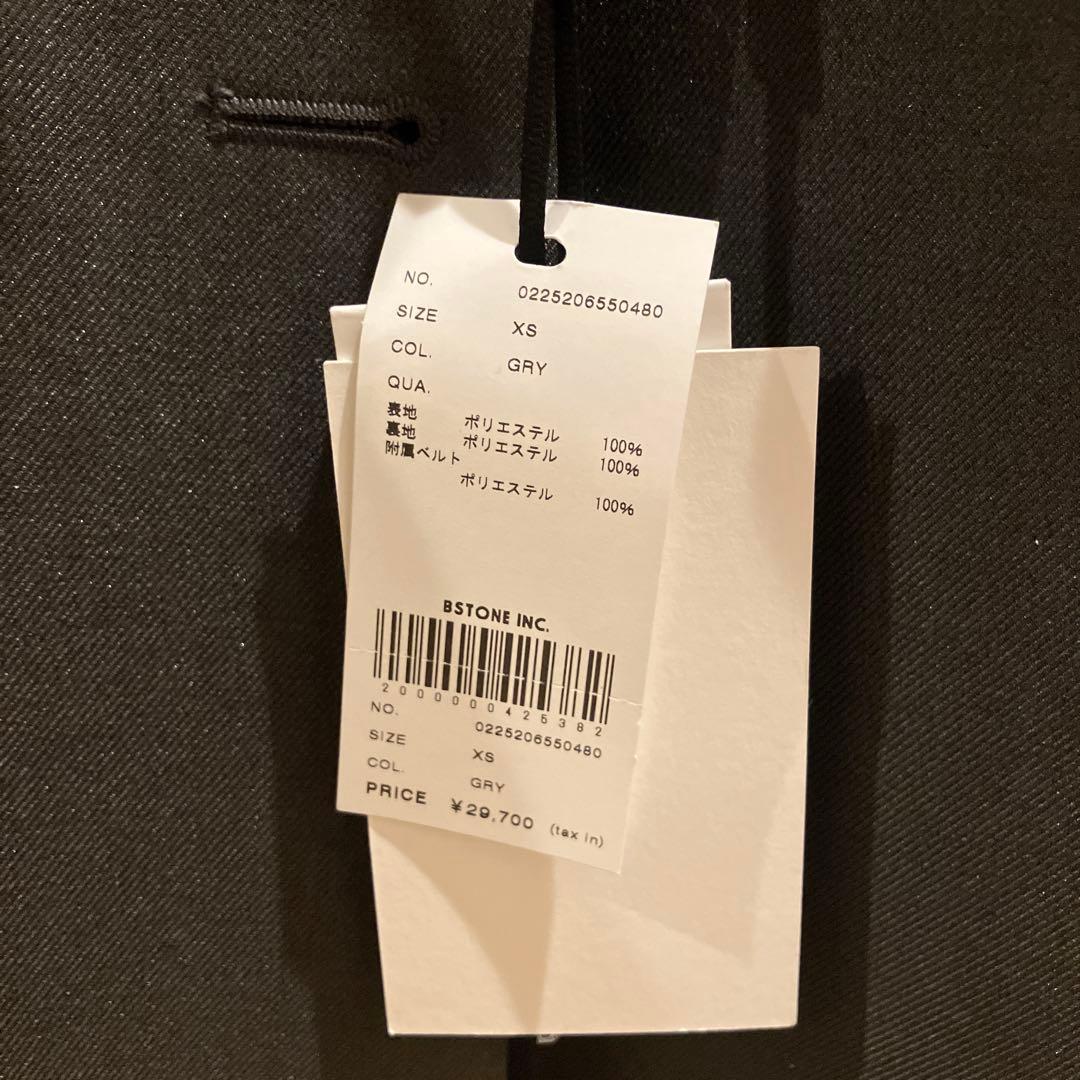 NO. 0225206550480
SIZE XS
COL. GRY
QUA.
表地 ポリエステル 100%
裏地 ポリエステル 100%
附属ベルト
ポリエステル 100%
BSTONE INC.
2000000425382
NO. 0225206550480
SIZE XS
COL. GRY
PRICE ¥29,700 (tax in)